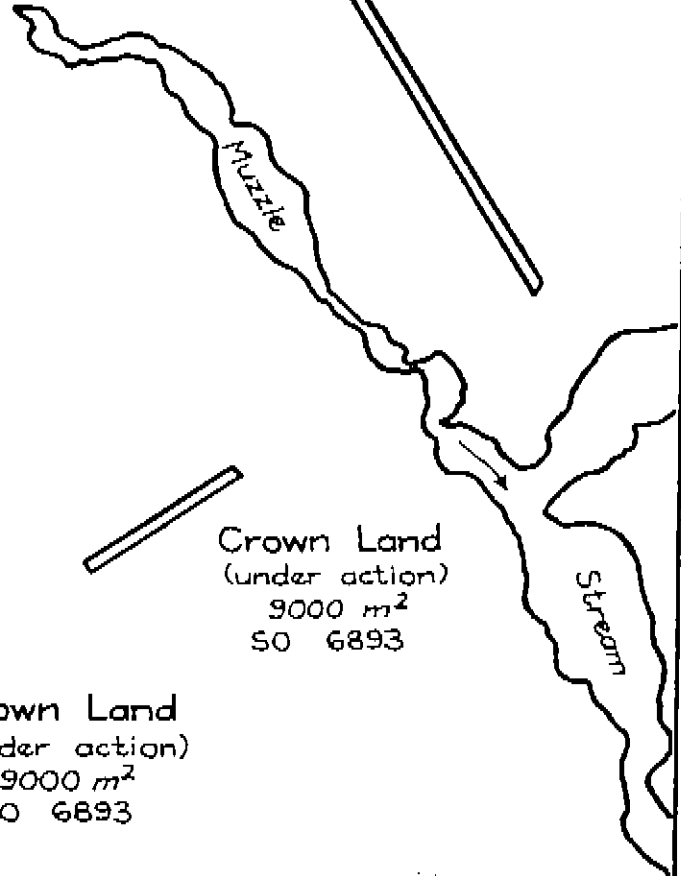 Muzzle
Crown Land
(under action)
9000 m²
SO 6893
Stream
own Land
der action)
9000 m²
O 6893